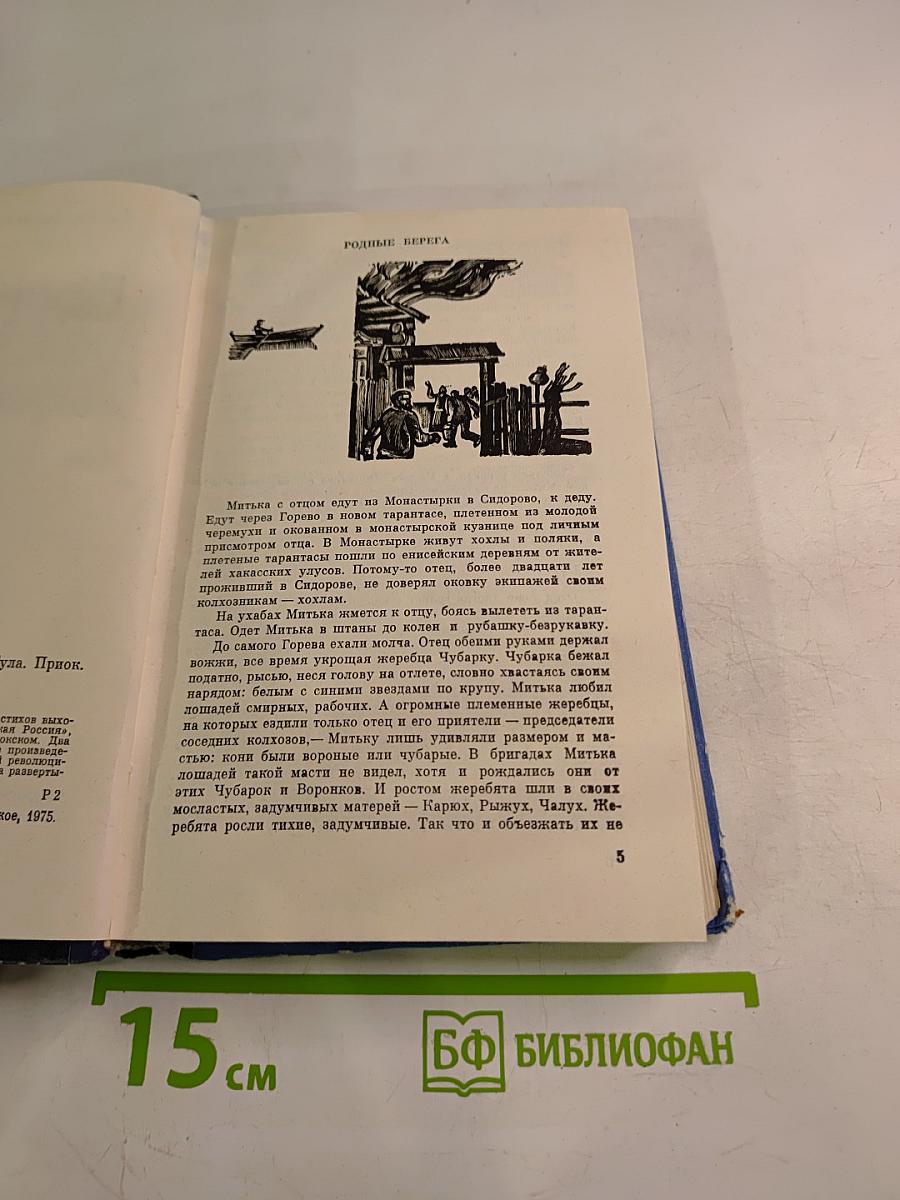 ула. Приок.
стихов выхо-
кая Россия»,
окском. Два
произведе-
й революци-
а разверты-
Р2
кое, 1975.
РОДНЫЕ БЕРЕГА
Митька с отцом едут из Монастырки в Сидорово, к деду.
Едут через Горево в новом тарантасе, плетенном из молодой
черемухи и окованном в монастырской кузнице под личным
присмотром отца. В Монастырке живут хохлы и поляки, а
плетеные тарантасы пошли по енисейским деревням от жите-
лей хакасских улусов. Потому-то отец, более двадцати лет
проживший в Сидорове, не доверял оковку экипажей своим
колхозникам — хохлам.
На ухабах Митька жмется к отцу, боясь вылететь из таран-
таса. Одет Митька в штаны до колен и рубашку-безрукавку.
До самого Горева ехали молча. Отец обеими руками держал
вожжи, все время укрощая жеребца Чубарку. Чубарка бежал
податно, рысью, неся голову на отлете, словно хвастаясь своим
нарядом: белым с синими звездами по крупу. Митька любил
лошадей смирных, рабочих. А огромные племенные жеребцы,
на которых ездили только отец и его приятели — председатели
соседних колхозов,— Митьку лишь удивляли размером и ма-
стью: кони были вороные или чубарые. В бригадах Митька
лошадей такой масти не видел, хотя и рождались они от
этих Чубарок и Воронков. И ростом жеребята шли в своих
мосластых, задумчивых матерей — Карюх, Рыжух, Чалух. Же-
ребята росли тихие, задумчивые. Так что и объезжать их не
5
15 см
БФ БИБЛИОФАН